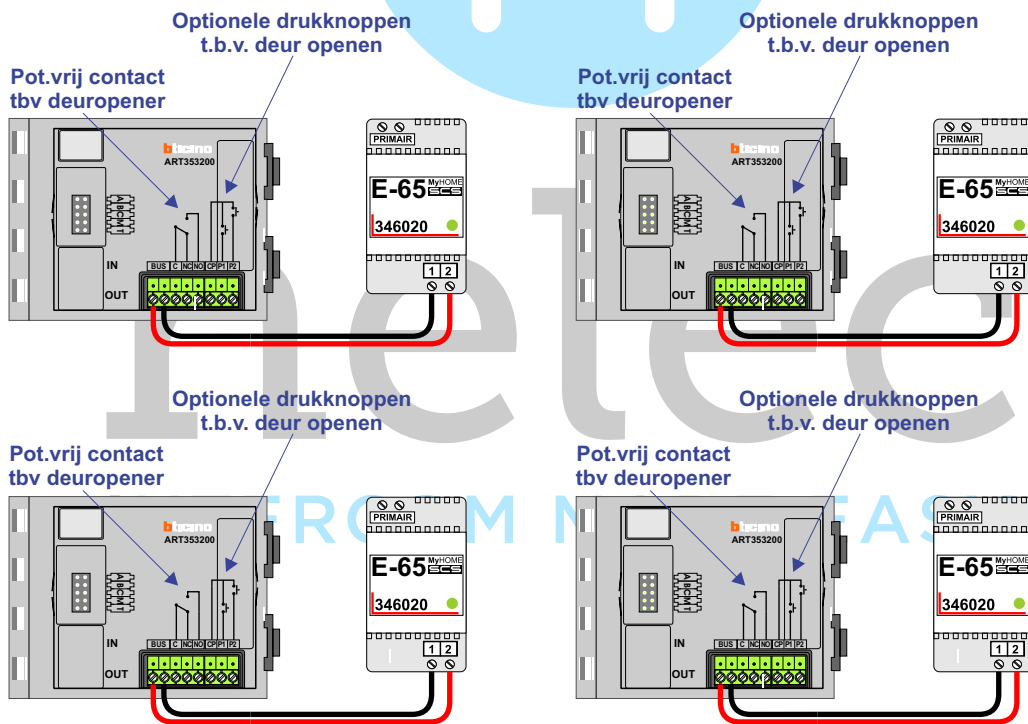 Optionele drukknoppen
t.b.v. deur openen
Pot.vrij contact
tbv deuropener
bticino
ART353200
A B C M T
IN
BUS C NC NO CP P1 P2
OUT
PRIMAIR
E-65 MyHOME
SCS
346020
1 2
Optionele drukknoppen
t.b.v. deur openen
Pot.vrij contact
tbv deuropener
bticino
ART353200
A B C M T
IN
BUS C NC NO CP P1 P2
OUT
PRIMAIR
E-65 MyHOME
SCS
346020
1 2
netec
Optionele drukknoppen
t.b.v. deur openen
Pot.vrij contact
tbv deuropener
bticino
ART353200
A B C M T
IN
BUS C NC NO CP P1 P2
OUT
PRIMAIR
E-65 MyHOME
SCS
346020
1 2
Optionele drukknoppen
t.b.v. deur openen
Pot.vrij contact
tbv deuropener
bticino
ART353200
A B C M T
IN
BUS C NC NO CP P1 P2
OUT
PRIMAIR
E-65 MyHOME
SCS
346020
1 2